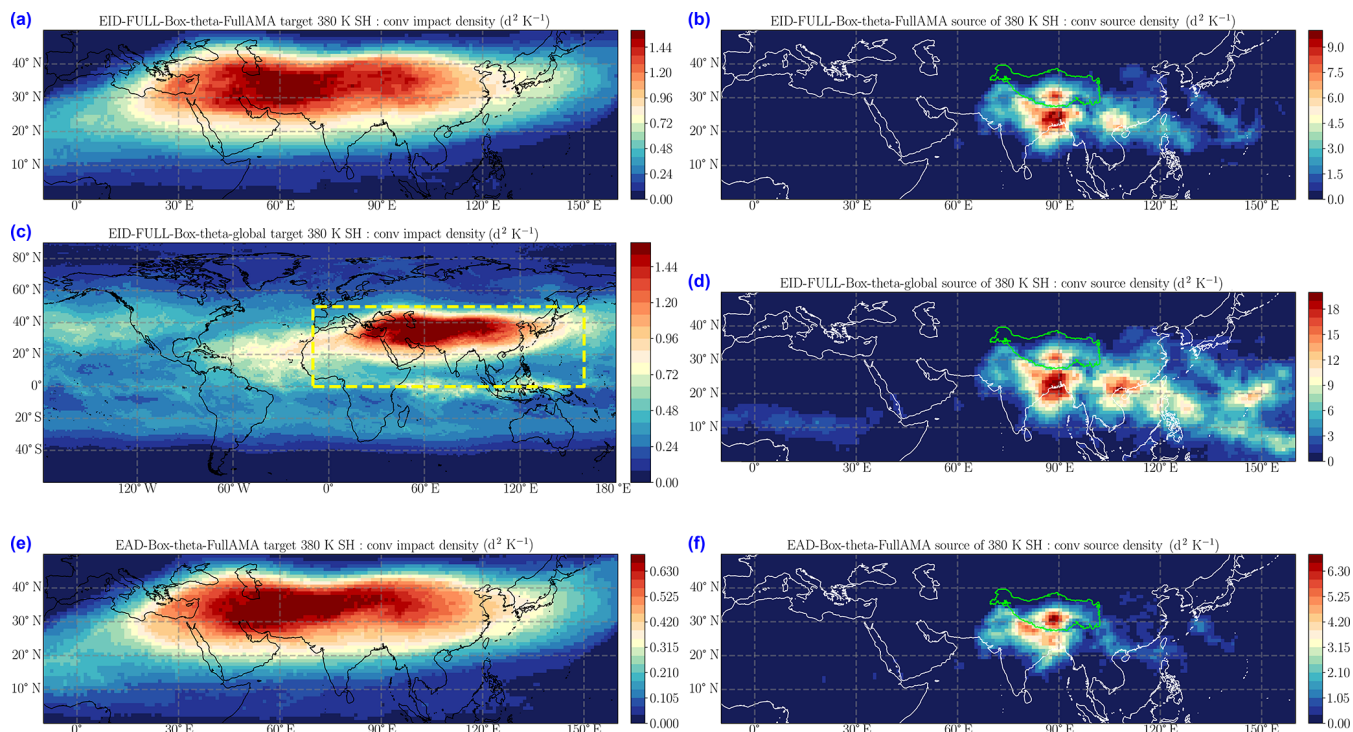 (a) EID-FULL-Box-theta-FullAMA target 380 K SH : conv impact density (d² K⁻¹)
40° N
30° N
20° N
10° N
0° 30° E 60° E 90° E 120° E 150° E
1.44
1.20
0.96
0.72
0.48
0.24
0.00
(b) EID-FULL-Box-theta-FullAMA source of 380 K SH : conv source density (d² K⁻¹)
40° N
30° N
20° N
10° N
0° 30° E 60° E 90° E 120° E 150° E
9.0
7.5
6.0
4.5
3.0
1.5
0.0
(c) EID-FULL-Box-theta-global target 380 K SH : conv impact density (d² K⁻¹)
80° N
60° N
40° N
20° N
0°
20° S
40° S
120° W 60° W 0° 60° E 120° E 180 °E
1.44
1.20
0.96
0.72
0.48
0.24
0.00
(d) EID-FULL-Box-theta-global source of 380 K SH : conv source density (d² K⁻¹)
40° N
30° N
20° N
10° N
0° 30° E 60° E 90° E 120° E 150° E
18
15
12
9
6
3
0
(e) EAD-Box-theta-FullAMA target 380 K SH : conv impact density (d² K⁻¹)
40° N
30° N
20° N
10° N
0° 30° E 60° E 90° E 120° E 150° E
0.630
0.525
0.420
0.315
0.210
0.105
0.000
(f) EAD-Box-theta-FullAMA source of 380 K SH : conv source density (d² K⁻¹)
40° N
30° N
20° N
10° N
0° 30° E 60° E 90° E 120° E 150° E
6.30
5.25
4.20
3.15
2.10
1.05
0.00